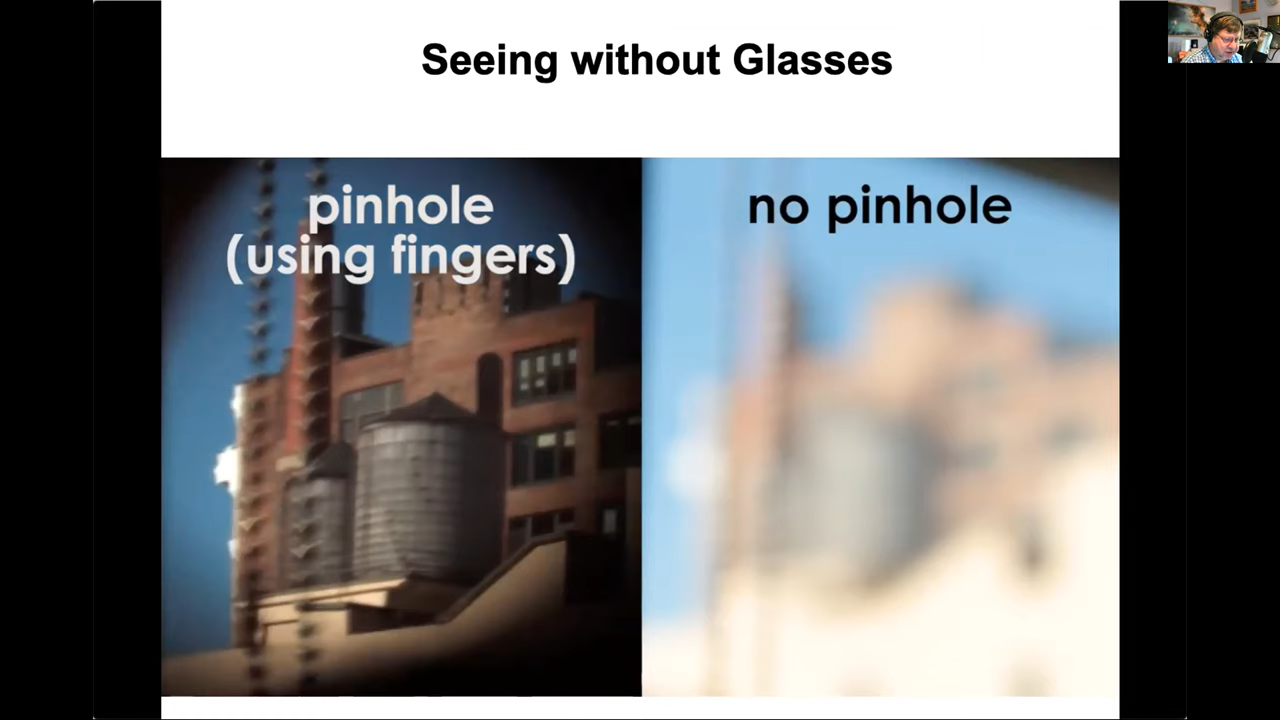 Seeing without Glasses
pinhole
(using fingers)
no pinhole